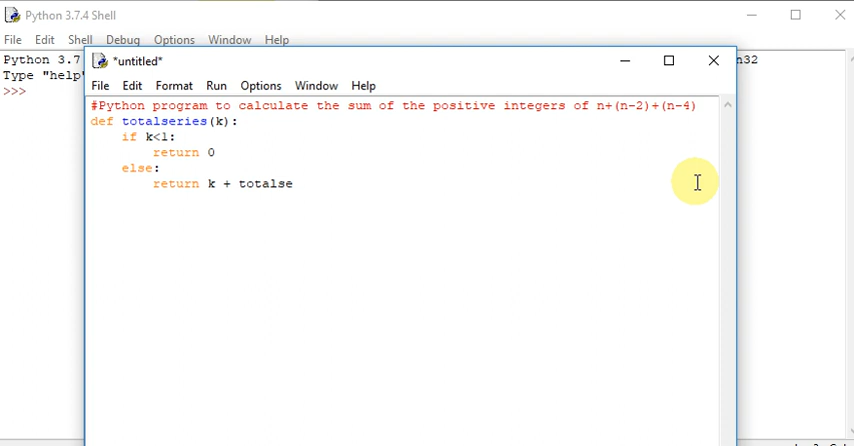 Python 3.7.4 Shell
File Edit Shell Debug Options Window Help
Python 3.7
n32
Type "help"
>>>
*untitled*
File Edit Format Run Options Window Help
#Python program to calculate the sum of the positive integers of n+(n-2)+(n-4)
def totalseries(k):
if k<1:
return 0
else:
return k + totalse